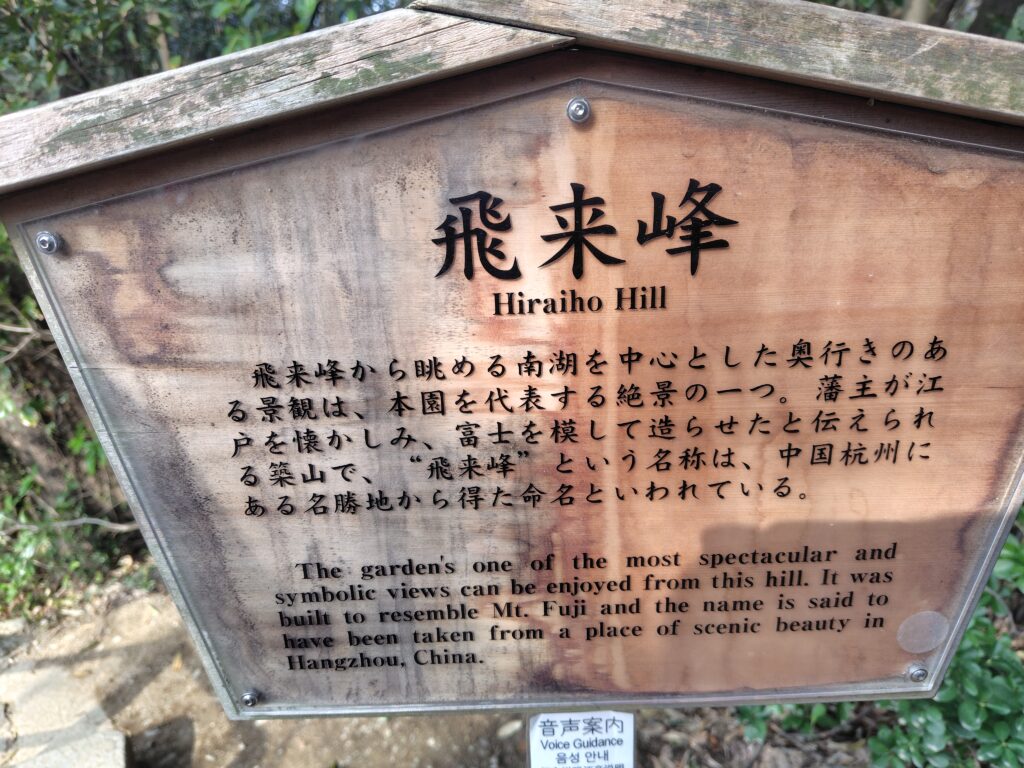 飛来峰
Hiraiho Hill
飛来峰から眺める南湖を中心とした奥行きのあ
る景観は、本園を代表する絶景の一つ。藩主が江
戸を懐かしみ、富士を模して造らせたと伝えられ
る築山で、“飛来峰”という名称は、中国杭州に
ある名勝地から得た命名といわれている。
The garden's one of the most spectacular and
symbolic views can be enjoyed from this hill. It was
built to resemble Mt. Fuji and the name is said to
have been taken from a place of scenic beauty in
Hangzhou, China.
音声案内
Voice Guidance
음성 안내